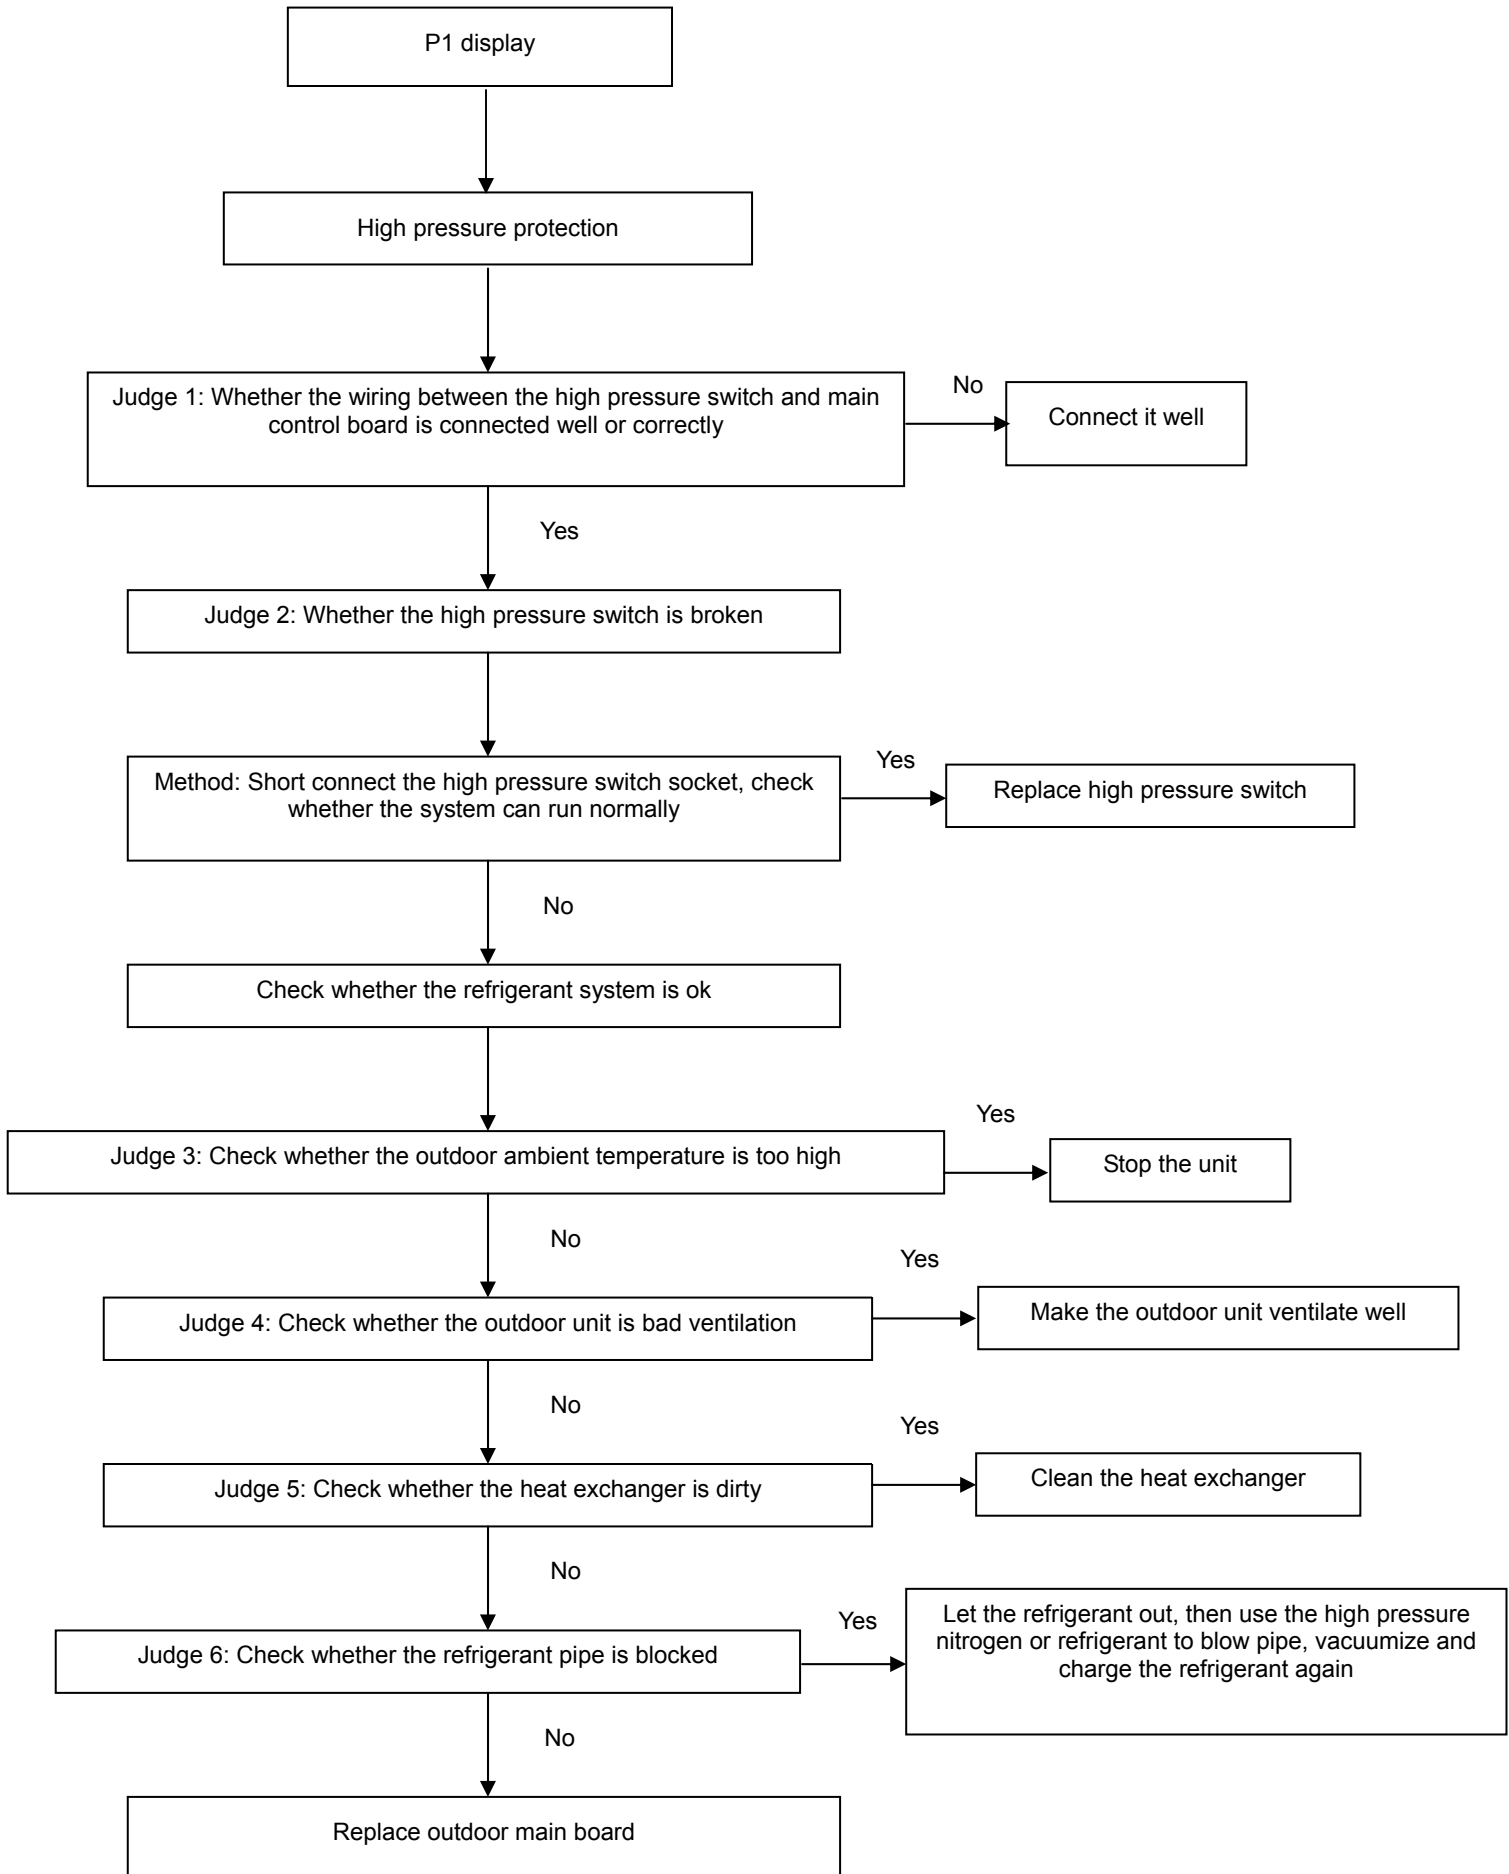 P1 display
High pressure protection
Judge 1: Whether the wiring between the high pressure switch and main
control board is connected well or correctly
No
Connect it well
Yes
Judge 2: Whether the high pressure switch is broken
Method: Short connect the high pressure switch socket, check
whether the system can run normally
Yes
Replace high pressure switch
No
Check whether the refrigerant system is ok
Judge 3: Check whether the outdoor ambient temperature is too high
Yes
Stop the unit
No
Judge 4: Check whether the outdoor unit is bad ventilation
Yes
Make the outdoor unit ventilate well
No
Judge 5: Check whether the heat exchanger is dirty
Yes
Clean the heat exchanger
No
Judge 6: Check whether the refrigerant pipe is blocked
Yes
Let the refrigerant out, then use the high pressure
nitrogen or refrigerant to blow pipe, vacuumize and
charge the refrigerant again
No
Replace outdoor main board